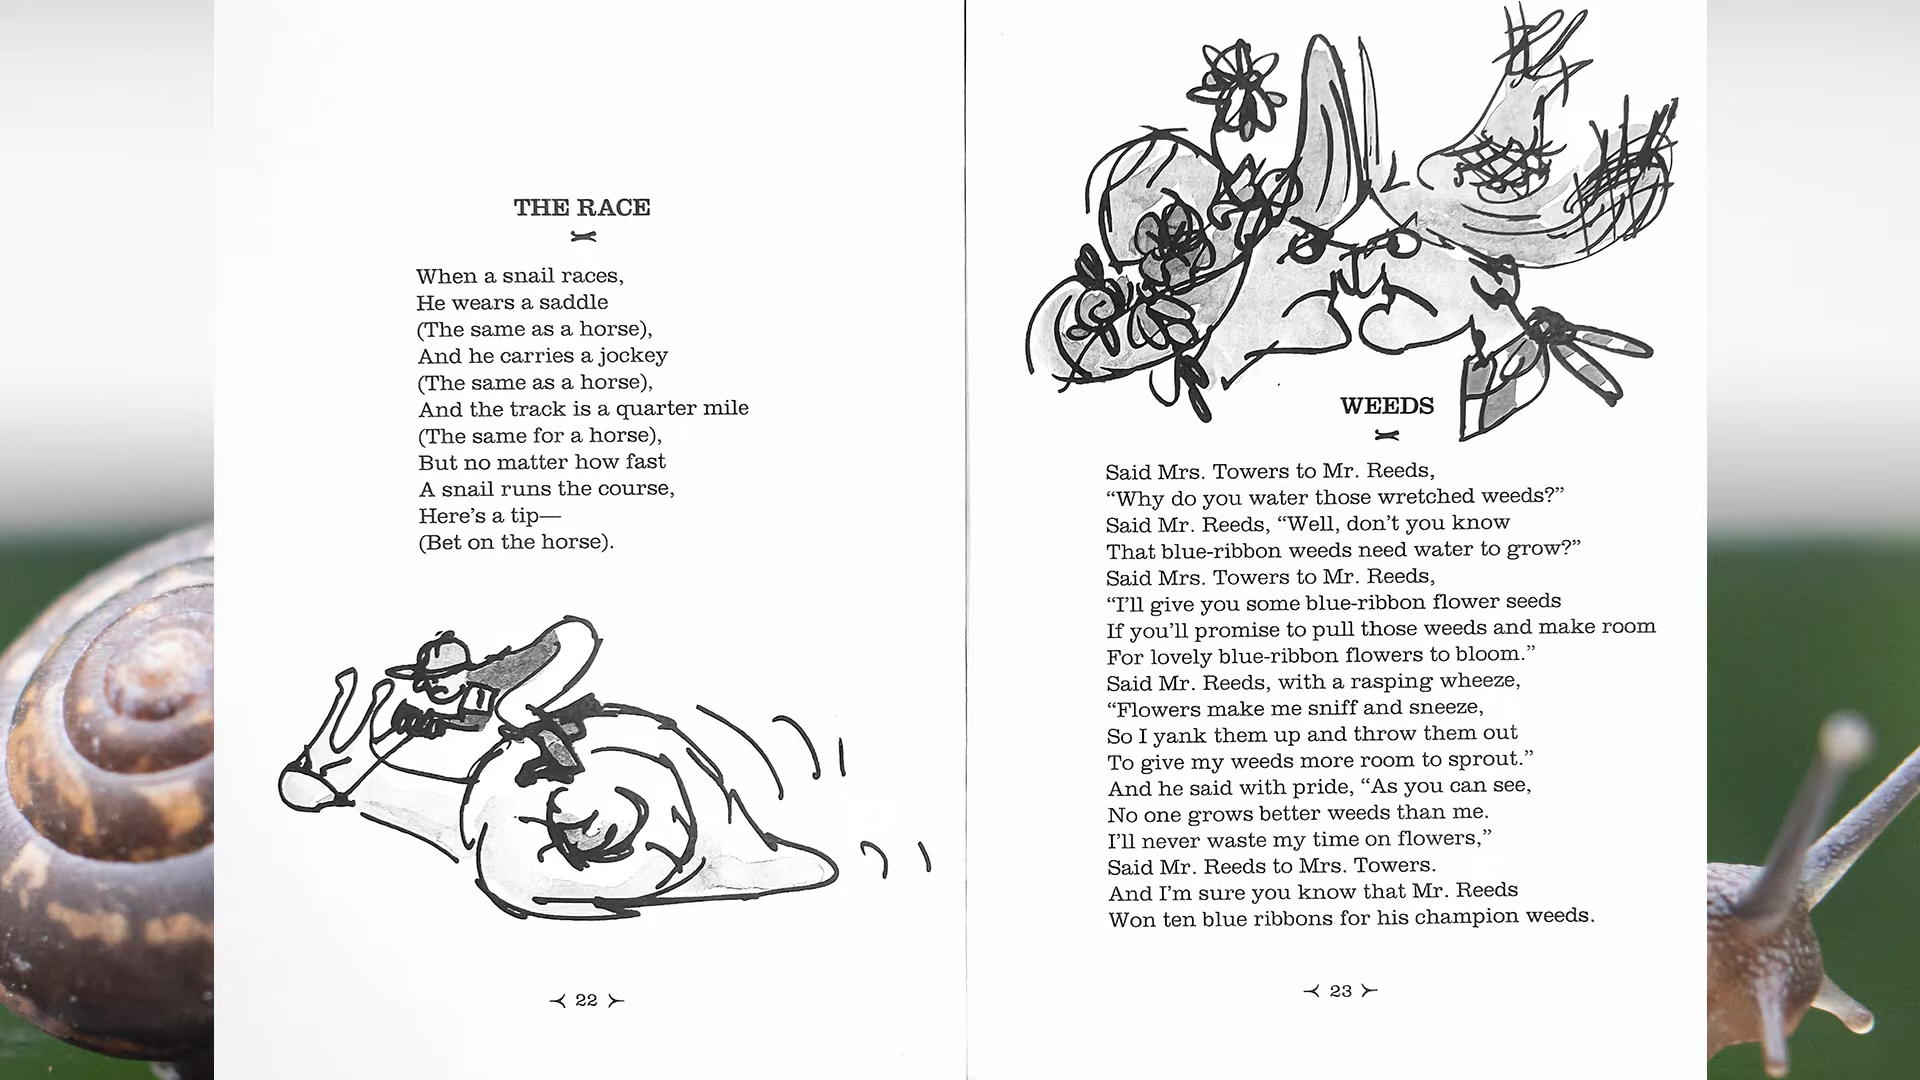 THE RACE
When a snail races,
He wears a saddle
(The same as a horse),
And he carries a jockey
(The same as a horse),
And the track is a quarter mile
(The same for a horse),
But no matter how fast
A snail runs the course,
Here's a tip—
(Bet on the horse).
22
WEEDS
Said Mrs. Towers to Mr. Reeds,
“Why do you water those wretched weeds?”
Said Mr. Reeds, “Well, don't you know
That blue-ribbon weeds need water to grow?”
Said Mrs. Towers to Mr. Reeds,
“I'll give you some blue-ribbon flower seeds
If you'll promise to pull those weeds and make room
For lovely blue-ribbon flowers to bloom.”
Said Mr. Reeds, with a rasping wheeze,
“Flowers make me sniff and sneeze,
So I yank them up and throw them out
To give my weeds more room to sprout.”
And he said with pride, “As you can see,
No one grows better weeds than me.
I'll never waste my time on flowers,”
Said Mr. Reeds to Mrs. Towers.
And I'm sure you know that Mr. Reeds
Won ten blue ribbons for his champion weeds.
23